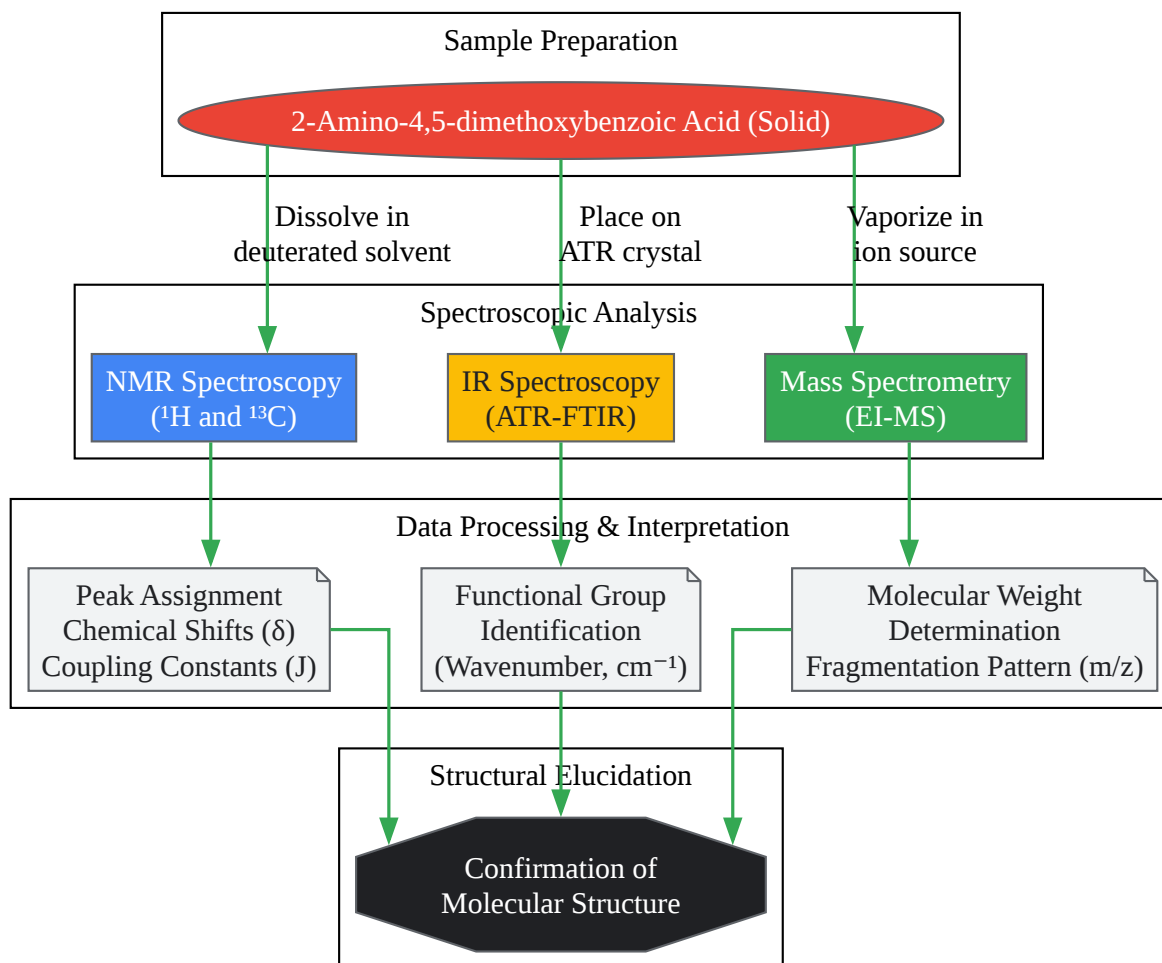 Sample Preparation
2-Amino-4,5-dimethoxybenzoic Acid (Solid)
Dissolve in
deuterated solvent
Place on
ATR crystal
Vaporize in
ion source
Spectroscopic Analysis
NMR Spectroscopy
(¹H and ¹³C)
IR Spectroscopy
(ATR-FTIR)
Mass Spectrometry
(EI-MS)
Data Processing & Interpretation
Peak Assignment
Chemical Shifts (δ)
Coupling Constants (J)
Functional Group
Identification
(Wavenumber, cm⁻¹)
Molecular Weight
Determination
Fragmentation Pattern (m/z)
Structural Elucidation
Confirmation of
Molecular Structure